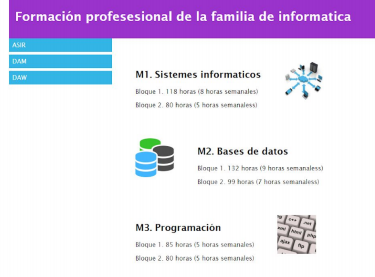 Formación profesesional de la familia de informatica
ASIR
DAM
DAW
M1. Sistemes informaticos
Bloque 1. 118 horas (8 horas semanaless)
Bloque 2. 80 horas (5 horas semanales)
M2. Bases de datos
Bloque 1. 132 horas (9 horas semanaless)
Bloque 2. 99 horas (7 horas semanales)
M3. Programación
Bloque 1. 85 horas (5 horas semanales)
Bloque 2. 80 horas (5 horas semanales)